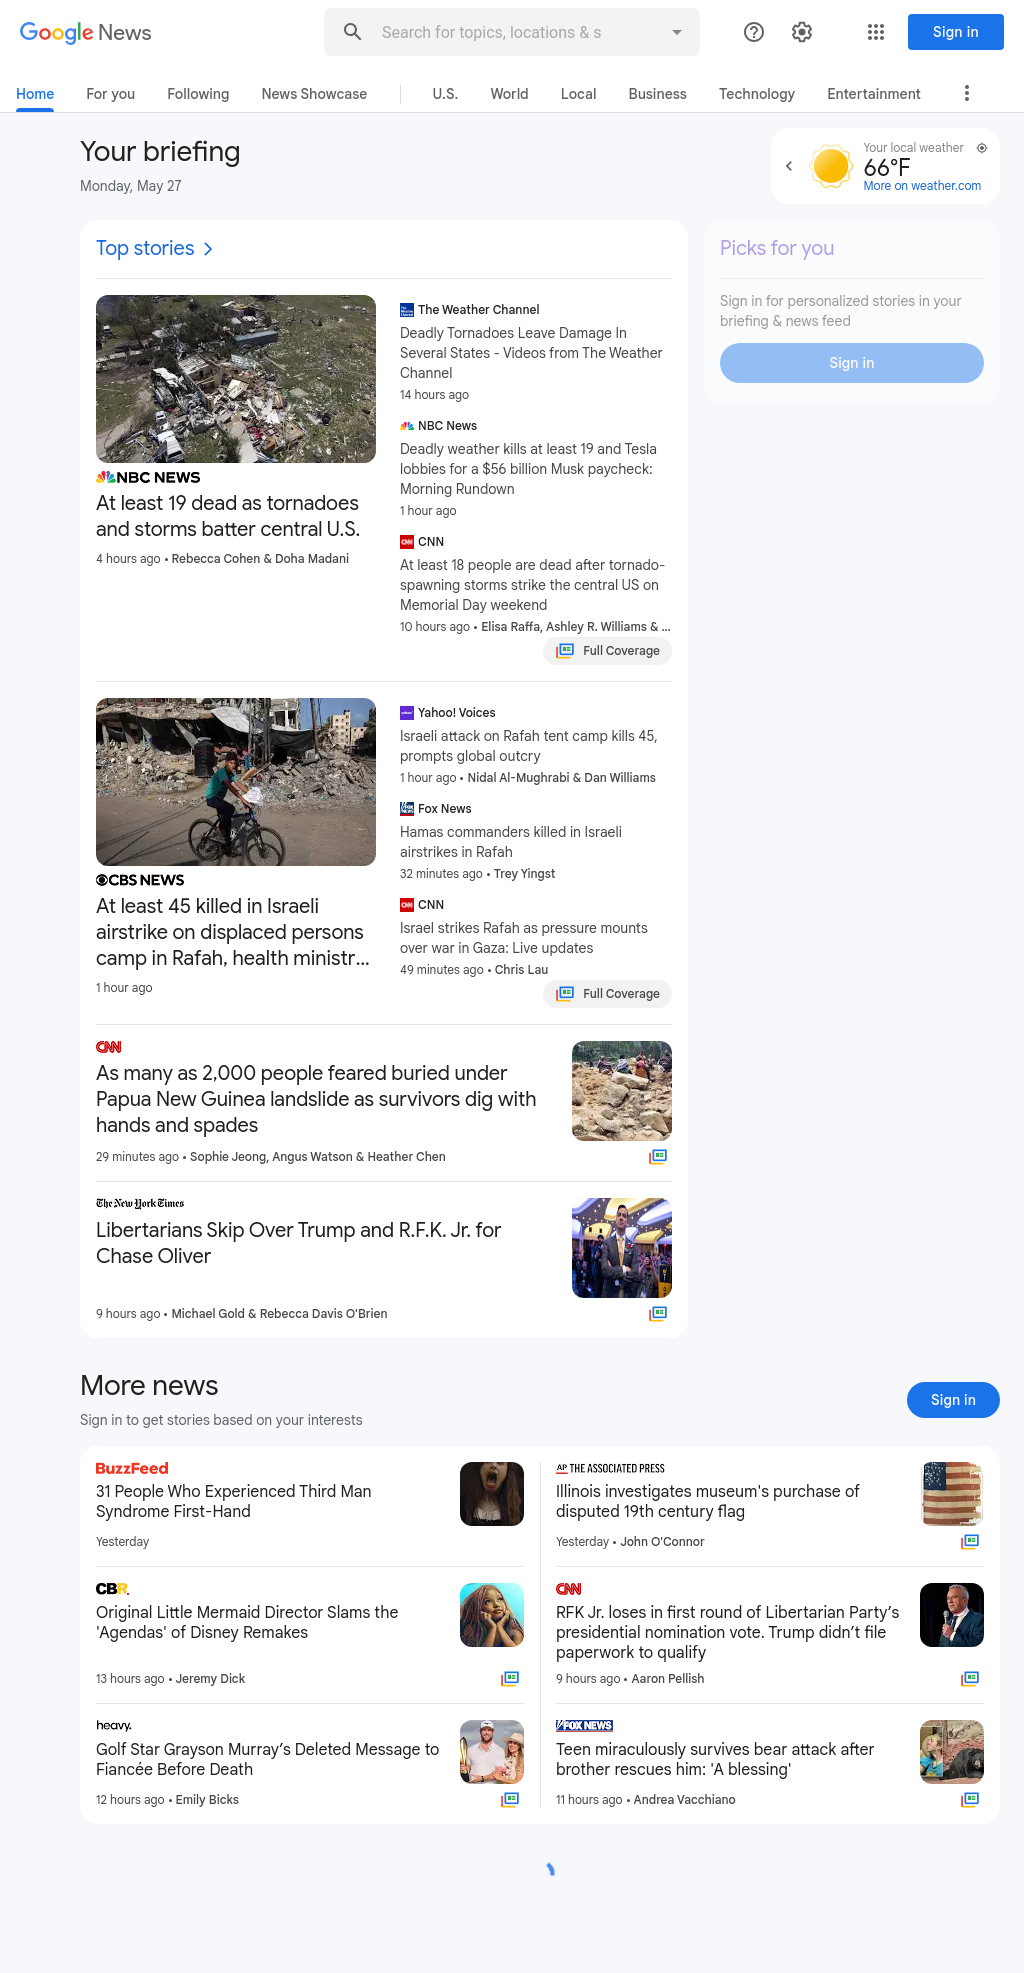 Google News
Search for topics, locations & s
Sign in
Home
For you
Following
News Showcase
U.S.
World
Local
Business
Technology
Entertainment
Your briefing
Monday, May 27
Your local weather
66°F
More on weather.com
Top stories
NBC NEWS
At least 19 dead as tornadoes
and storms batter central U.S.
4 hours ago • Rebecca Cohen & Doha Madani
The Weather Channel
Deadly Tornadoes Leave Damage In
Several States - Videos from The Weather
Channel
14 hours ago
NBC News
Deadly weather kills at least 19 and Tesla
lobbies for a $56 billion Musk paycheck:
Morning Rundown
1 hour ago
CNN
At least 18 people are dead after tornado-
spawning storms strike the central US on
Memorial Day weekend
10 hours ago • Elisa Raffa, Ashley R. Williams & ...
Full Coverage
Picks for you
Sign in for personalized stories in your
briefing & news feed
Sign in
CBS NEWS
At least 45 killed in Israeli
airstrike on displaced persons
camp in Rafah, health ministr...
1 hour ago
Yahoo! Voices
Israeli attack on Rafah tent camp kills 45,
prompts global outcry
1 hour ago • Nidal Al-Mughrabi & Dan Williams
Fox News
Hamas commanders killed in Israeli
airstrikes in Rafah
32 minutes ago • Trey Yingst
CNN
Israel strikes Rafah as pressure mounts
over war in Gaza: Live updates
49 minutes ago • Chris Lau
Full Coverage
CNN
As many as 2,000 people feared buried under
Papua New Guinea landslide as survivors dig with
hands and spades
29 minutes ago • Sophie Jeong, Angus Watson & Heather Chen
The New York Times
Libertarians Skip Over Trump and R.F.K. Jr. for
Chase Oliver
9 hours ago • Michael Gold & Rebecca Davis O'Brien
More news
Sign in to get stories based on your interests
Sign in
BuzzFeed
31 People Who Experienced Third Man
Syndrome First-Hand
Yesterday
AP THE ASSOCIATED PRESS
Illinois investigates museum's purchase of
disputed 19th century flag
Yesterday • John O'Connor
CBR.
Original Little Mermaid Director Slams the
'Agendas' of Disney Remakes
13 hours ago • Jeremy Dick
CNN
RFK Jr. loses in first round of Libertarian Party’s
presidential nomination vote. Trump didn’t file
paperwork to qualify
9 hours ago • Aaron Pellish
heavy.
Golf Star Grayson Murray’s Deleted Message to
Fiancée Before Death
12 hours ago • Emily Bicks
FOX NEWS
Teen miraculously survives bear attack after
brother rescues him: 'A blessing'
11 hours ago • Andrea Vacchiano